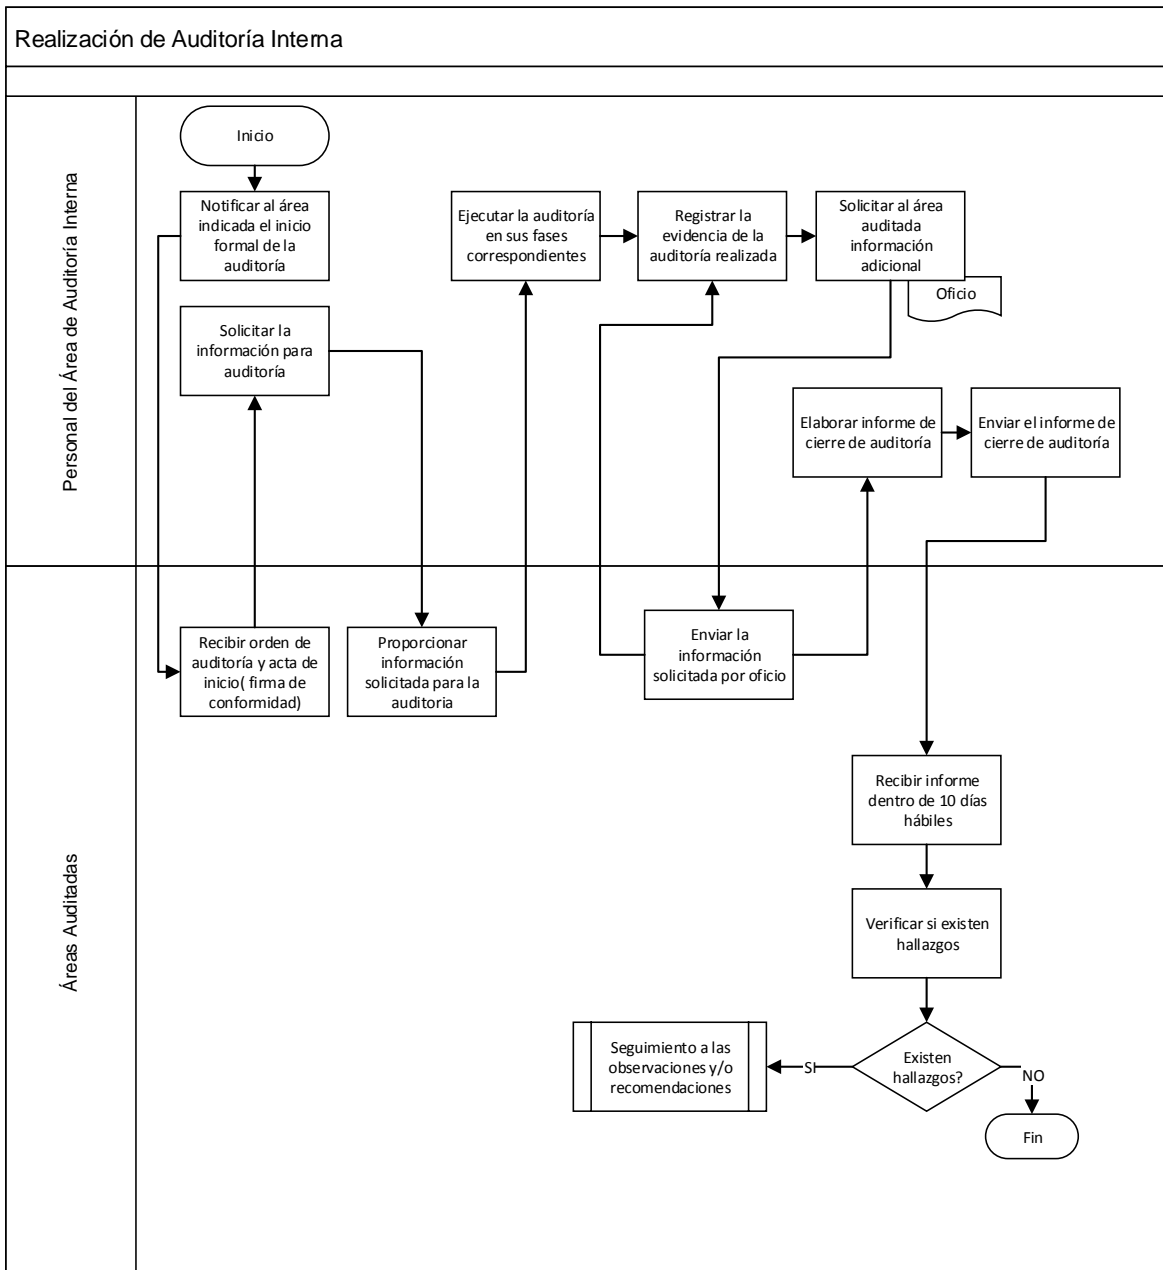 Realización de Auditoría Interna
Personal del Área de Auditoría Interna
Inicio
Notificar al área
indicada el inicio
formal de la
auditoría
Solicitar la
información para
auditoría
Ejecutar la auditoría
en sus fases
correspondientes
Registrar la
evidencia de la
auditoría realizada
Solicitar al área
auditada
información
adicional
Oficio
Elaborar informe de
cierre de auditoría
Enviar el informe de
cierre de auditoría
Áreas Auditadas
Recibir orden de
auditoría y acta de
inicio( firma de
conformidad)
Proporcionar
información
solicitada para la
auditoria
Enviar la
información
solicitada por oficio
Recibir informe
dentro de 10 días
hábiles
Verificar si existen
hallazgos
Existen
hallazgos?
SI
Seguimiento a las
observaciones y/o
recomendaciones
NO
Fin